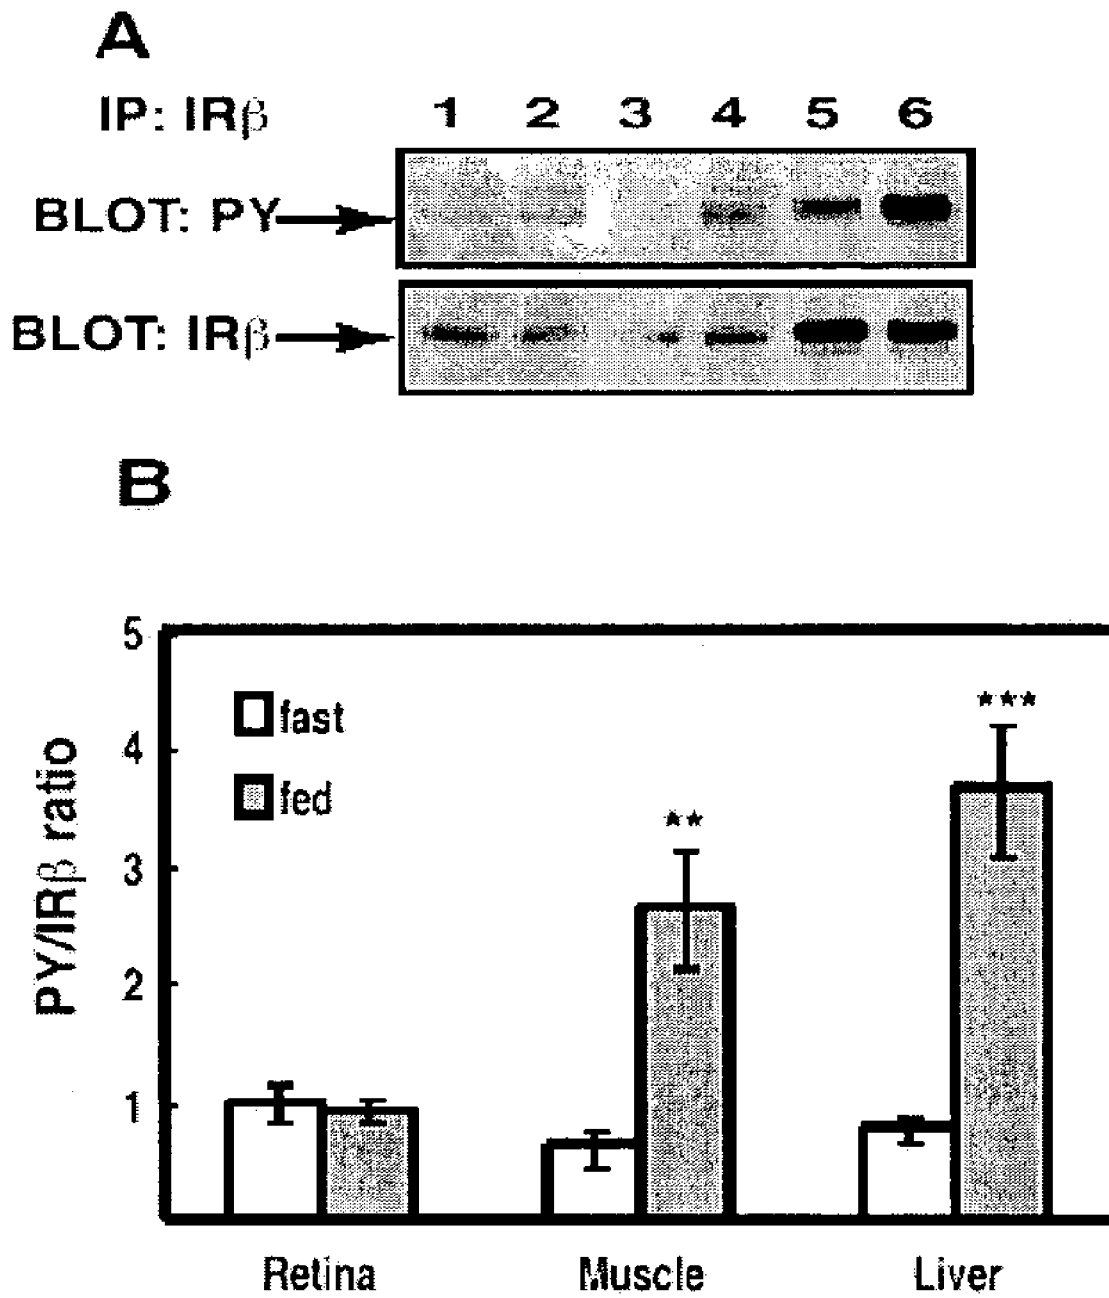 A
IP: IRβ 1 2 3 4 5 6
BLOT: PY
BLOT: IRβ
B
5
4
3
2
1
PY/IRβ ratio
fast
fed
**
***
Retina Muscle Liver